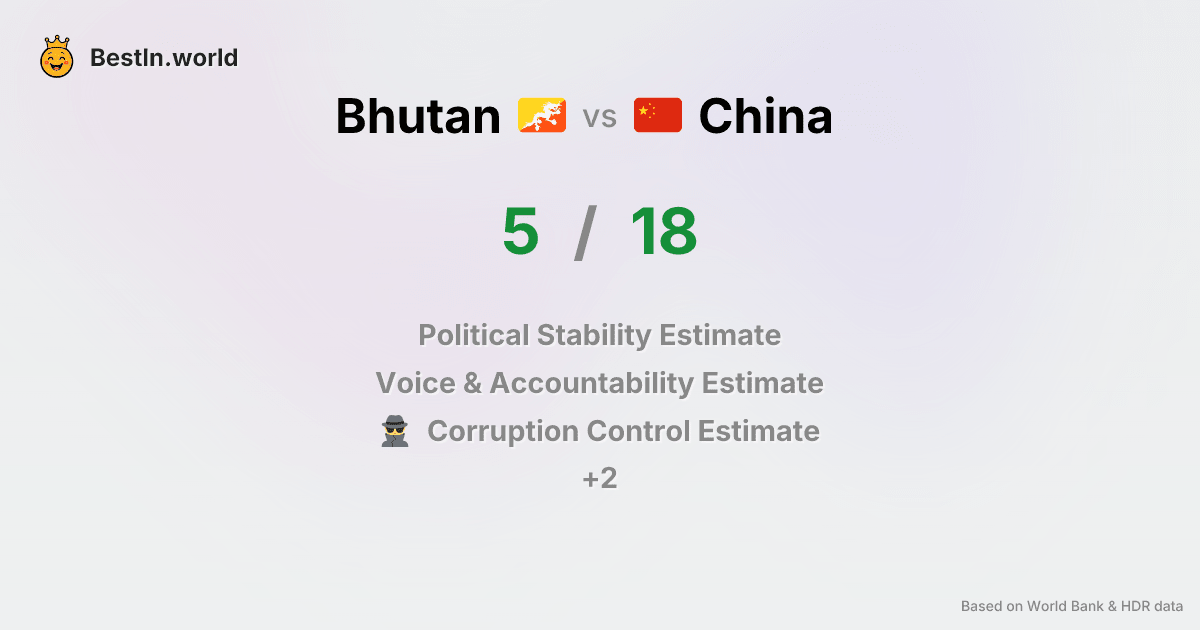 BestIn.world
Bhutan vs China
5 / 18
Political Stability Estimate
Voice & Accountability Estimate
Corruption Control Estimate
+2
Based on World Bank & HDR data